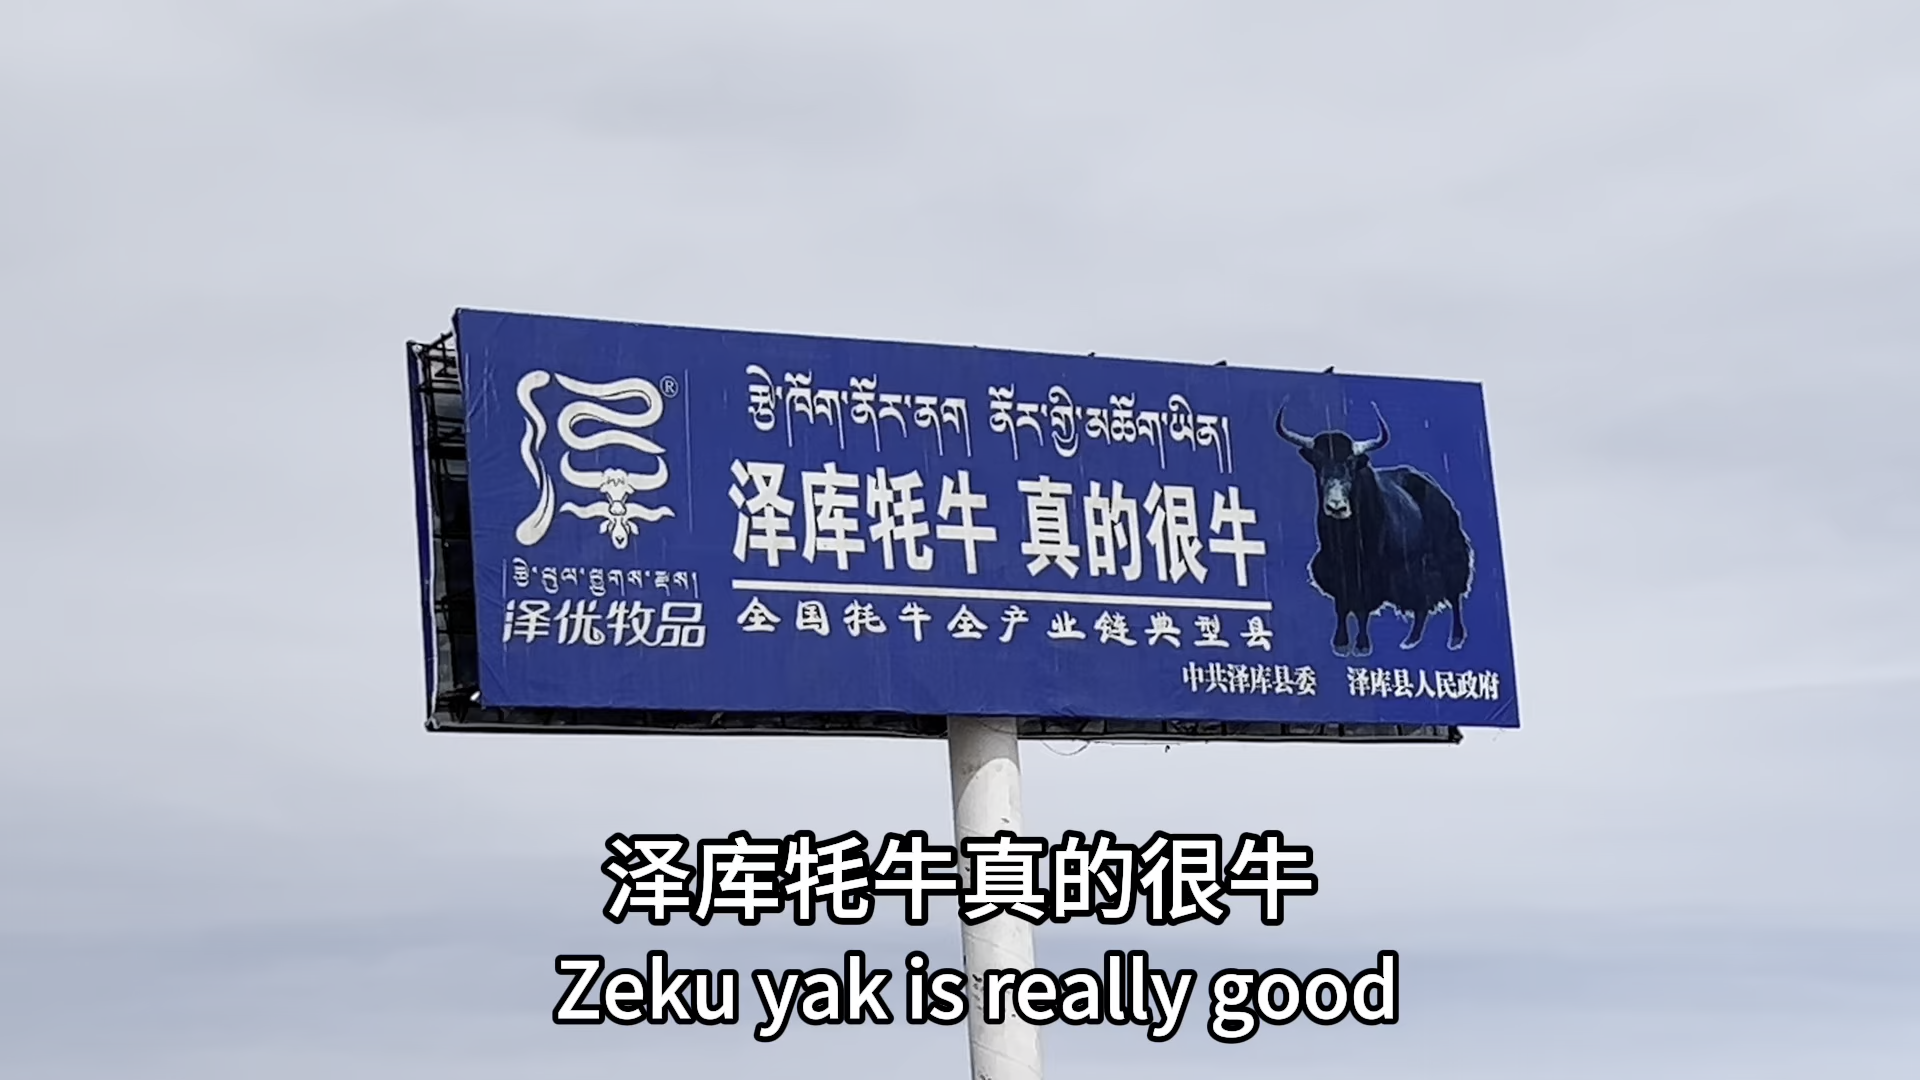 ®
རྩེ་ཁོག་ནོར་ནག ནོར་གྱི་མཆོག་ཡིན།
泽库牦牛 真的很牛
泽优牧品
全国牦牛全产业链典型县
中共泽库县委 泽库县人民政府
泽库牦牛真的很牛
Zeku yak is really good